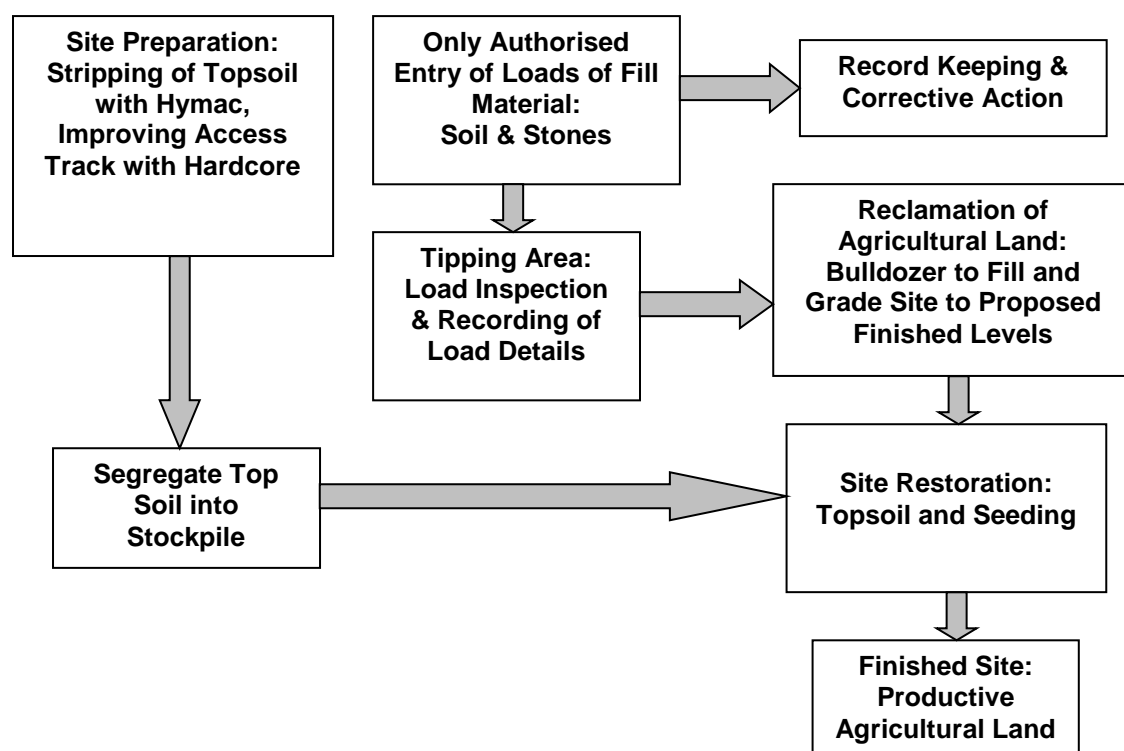 Site Preparation:
Stripping of Topsoil
with Hymac,
Improving Access
Track with Hardcore
Only Authorised
Entry of Loads of Fill
Material:
Soil & Stones
Record Keeping &
Corrective Action
Tipping Area:
Load Inspection
& Recording of
Load Details
Reclamation of
Agricultural Land:
Bulldozer to Fill and
Grade Site to Proposed
Finished Levels
Segregate Top
Soil into
Stockpile
Site Restoration:
Topsoil and Seeding
Finished Site:
Productive
Agricultural Land